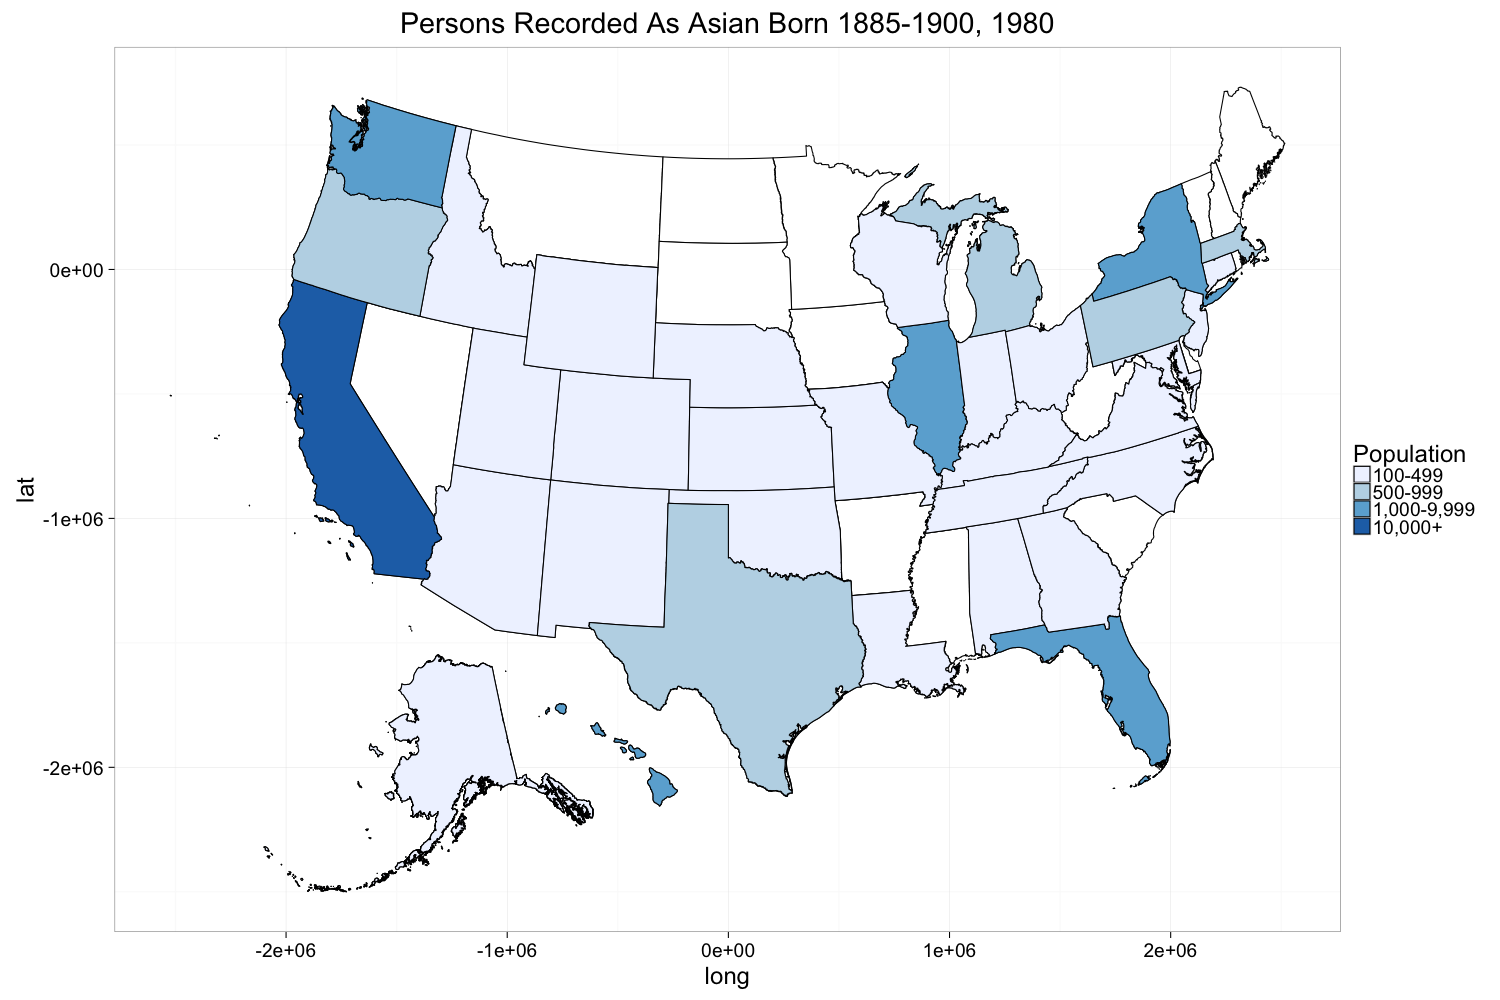 Persons Recorded As Asian Born 1885-1900, 1980
lat
0e+00
-1e+06
-2e+06
-2e+06
-1e+06
0e+00
1e+06
2e+06
long
Population
100-499
500-999
1,000-9,999
10,000+